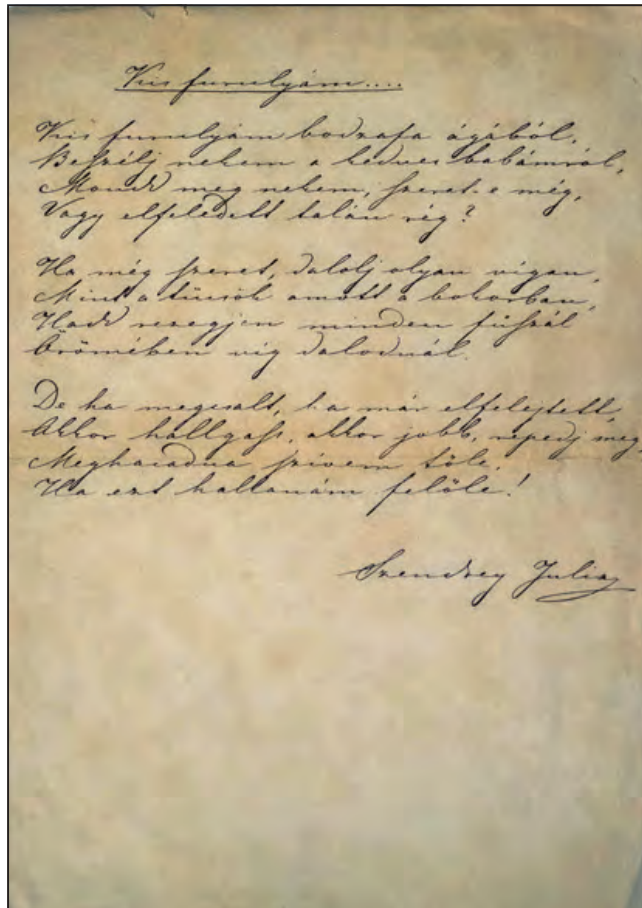 Kis furulyám....
Kis furulyám bodzafa ágából,
Beszélj nekem a kedves babámról,
Mondd meg nekem, szeret-e még,
Vagy elfeledett talán rég?
Ha még szeret, dalolj olyan vigan,
Mint a tücsök amott a bokorban,
Hadd rezegjen minden fűszál
Örömében vig dalodnál.
De ha megcsalt, ha már elfelejtett,
Akkor hallgass, akkor jobb, repedj meg,
Meghasadna szivem tőle,
Ha ezt hallanám felőle!
Szendrey Julia